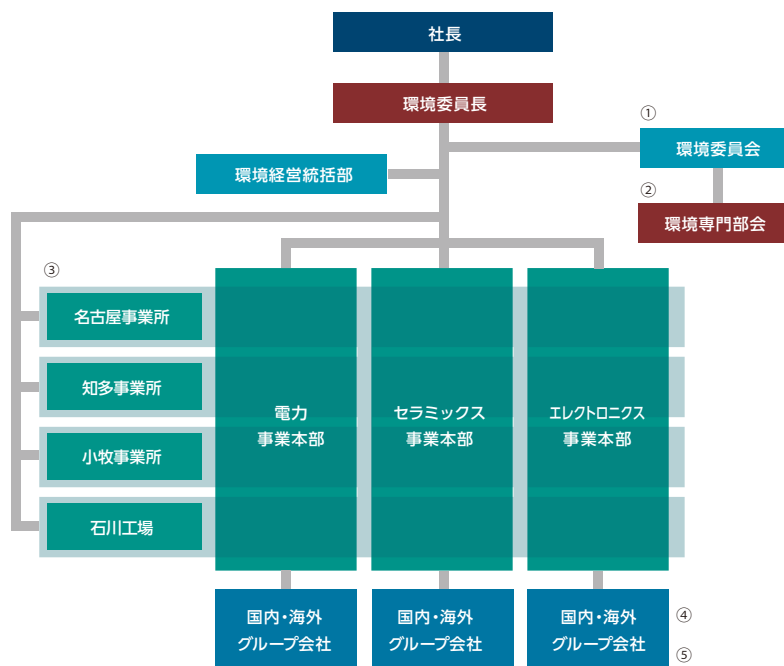 社長
環境委員長
①
環境委員会
環境経営統括部
②
環境専門部会
③
名古屋事業所
知多事業所
小牧事業所
石川工場
電力
事業本部
セラミックス
事業本部
エレクトロニクス
事業本部
国内・海外
グループ会社
国内・海外
グループ会社
国内・海外
グループ会社
④
⑤